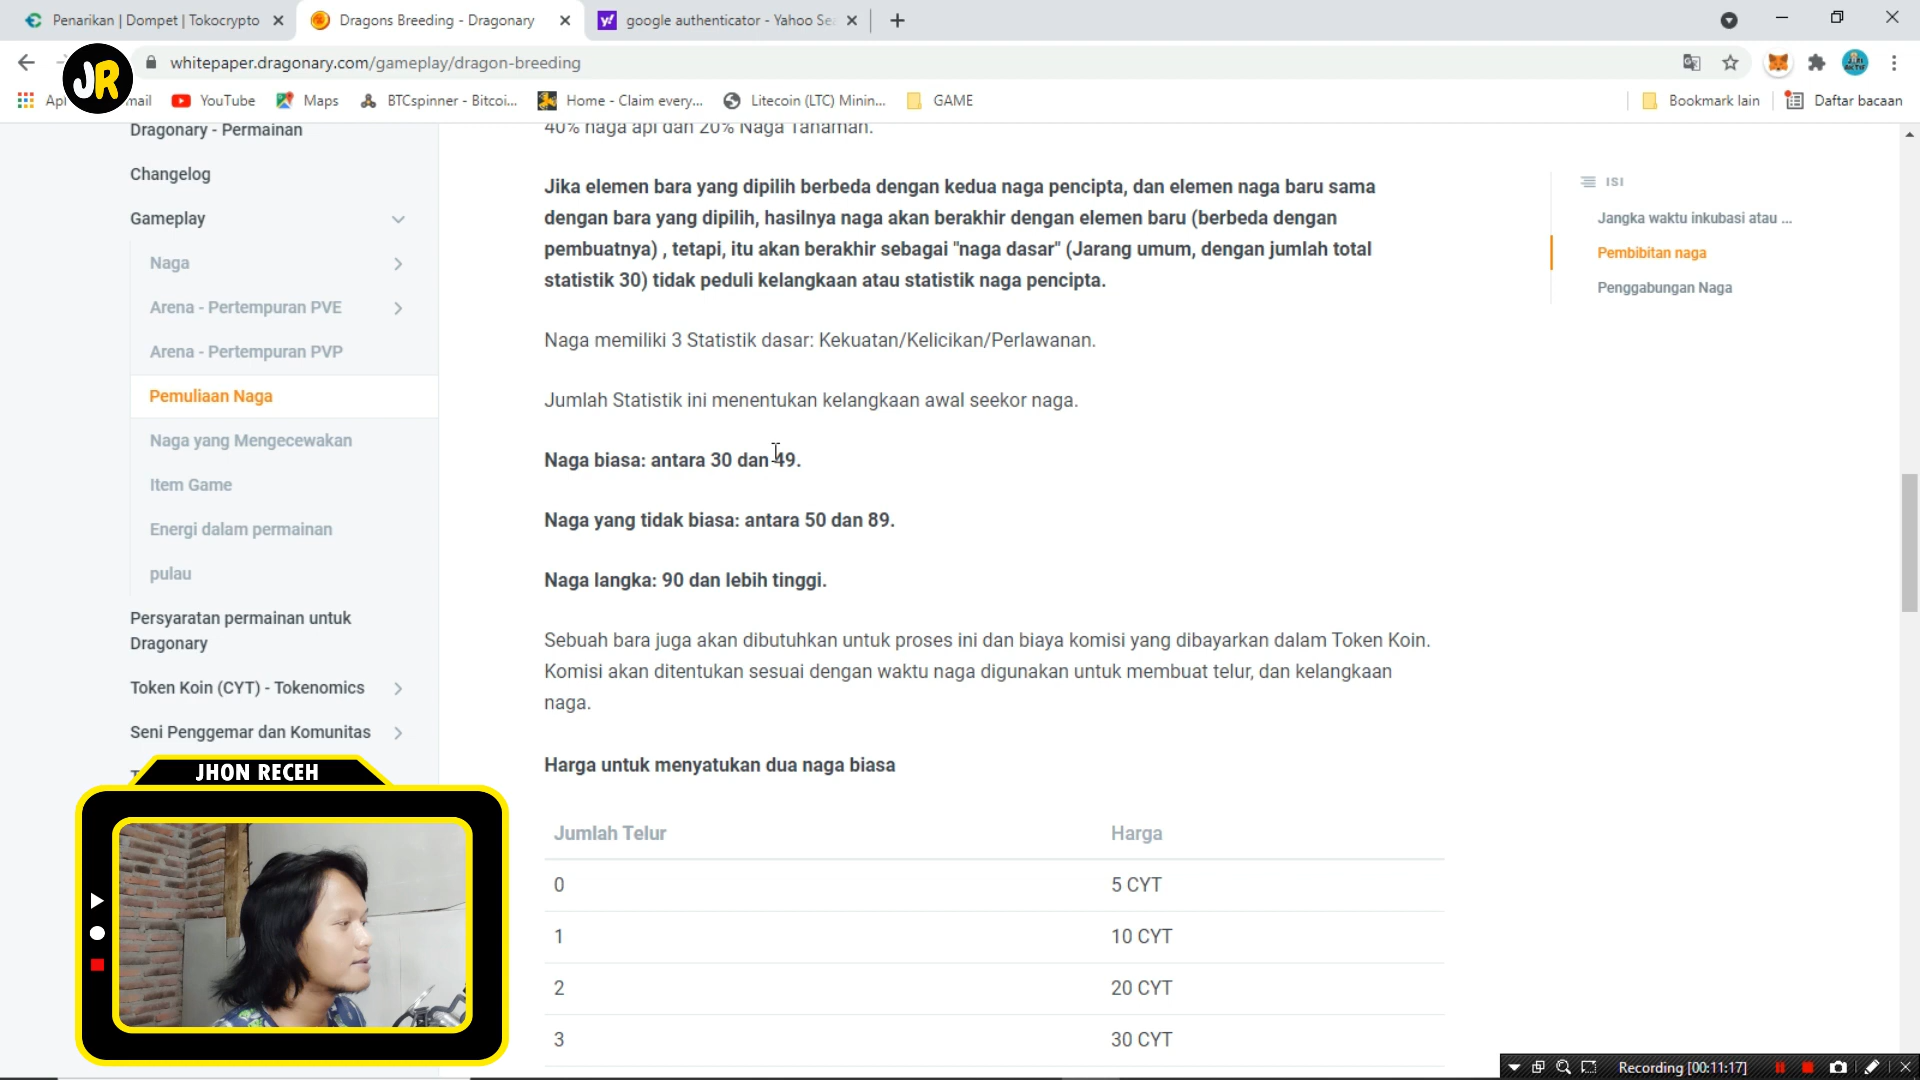 Penarikan | Dompet | Tokocrypto
Dragons Breeding - Dragonary
google authenticator - Yahoo Se
whitepaper.dragonary.com/gameplay/dragon-breeding
JR
YouTube
Maps
BTCspinner - Bitcoi...
Home - Claim every...
Litecoin (LTC) Minin...
GAME
Bookmark lain
Daftar bacaan
Dragonary - Permainan
Changelog
Gameplay
Naga
Arena - Pertempuran PVE
Arena - Pertempuran PVP
Pemuliaan Naga
Naga yang Mengecewakan
Item Game
Energi dalam permainan
pulau
Persyaratan permainan untuk
Dragonary
Token Koin (CYT) - Tokenomics
Seni Penggemar dan Komunitas
40% naga api dan 20% Naga Tanaman.
Jika elemen bara yang dipilih berbeda dengan kedua naga pencipta, dan elemen naga baru sama
dengan bara yang dipilih, hasilnya naga akan berakhir dengan elemen baru (berbeda dengan
pembuatnya) , tetapi, itu akan berakhir sebagai "naga dasar" (Jarang umum, dengan jumlah total
statistik 30) tidak peduli kelangkaan atau statistik naga pencipta.
Naga memiliki 3 Statistik dasar: Kekuatan/Kelicikan/Perlawanan.
Jumlah Statistik ini menentukan kelangkaan awal seekor naga.
Naga biasa: antara 30 dan 49.
Naga yang tidak biasa: antara 50 dan 89.
Naga langka: 90 dan lebih tinggi.
Sebuah bara juga akan dibutuhkan untuk proses ini dan biaya komisi yang dibayarkan dalam Token Koin.
Komisi akan ditentukan sesuai dengan waktu naga digunakan untuk membuat telur, dan kelangkaan
naga.
Harga untuk menyatukan dua naga biasa
Jumlah Telur Harga
0 5 CYT
1 10 CYT
2 20 CYT
3 30 CYT
ISI
Jangka waktu inkubasi atau ...
Pembibitan naga
Penggabungan Naga
JHON RECEH
Recording [00:11:17]